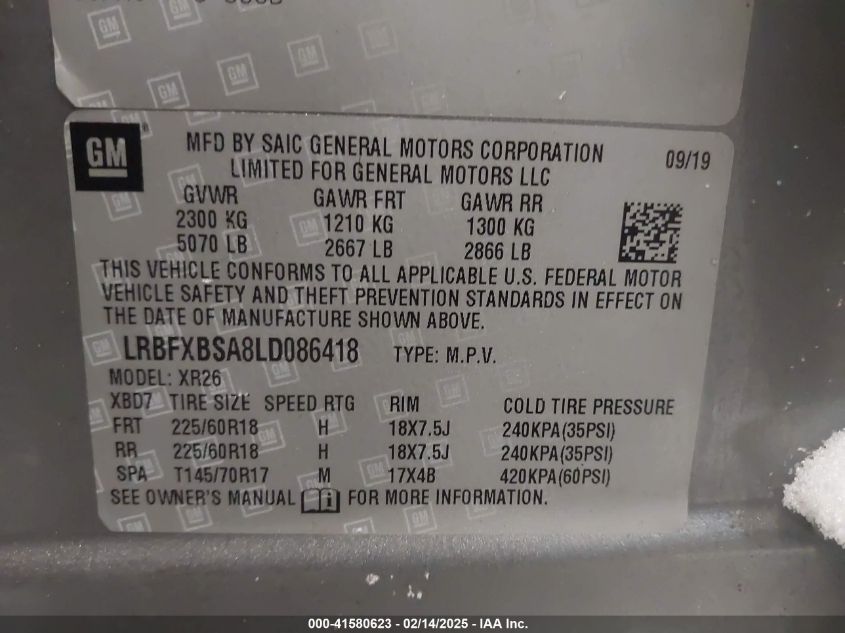 GM
MFD BY SAIC GENERAL MOTORS CORPORATION
LIMITED FOR GENERAL MOTORS LLC
09/19
GVWR GAWR FRT GAWR RR
2300 KG 1210 KG 1300 KG
5070 LB 2667 LB 2866 LB
THIS VEHICLE CONFORMS TO ALL APPLICABLE U.S. FEDERAL MOTOR
VEHICLE SAFETY AND THEFT PREVENTION STANDARDS IN EFFECT ON
THE DATE OF MANUFACTURE SHOWN ABOVE.
LRBFXBSA8LD086418 TYPE: M.P.V.
MODEL: XR26
XBD7 TIRE SIZE SPEED RTG RIM COLD TIRE PRESSURE
FRT 225/60R18 H 18X7.5J 240KPA(35PSI)
RR 225/60R18 H 18X7.5J 240KPA(35PSI)
SPA T145/70R17 M 17X4B 420KPA(60PSI)
SEE OWNER'S MANUAL i FOR MORE INFORMATION.
000-41580623 - 02/14/2025 - IAA Inc.